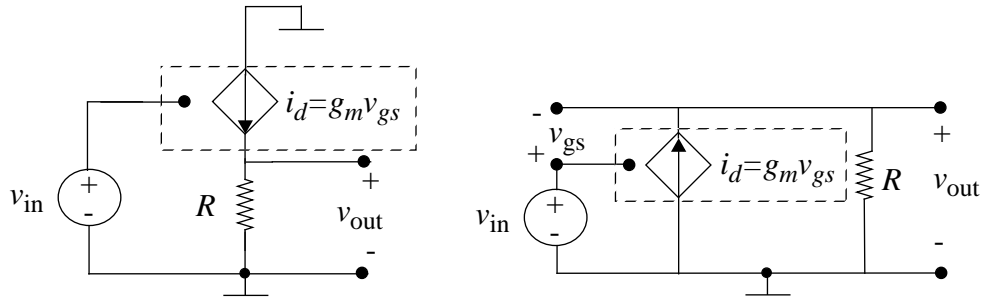 i_d=g_mv_gs
+
-
v_in
R
+
v_out
-
-
v_gs
+
i_d=g_mv_gs
+
-
v_in
R
+
v_out
-